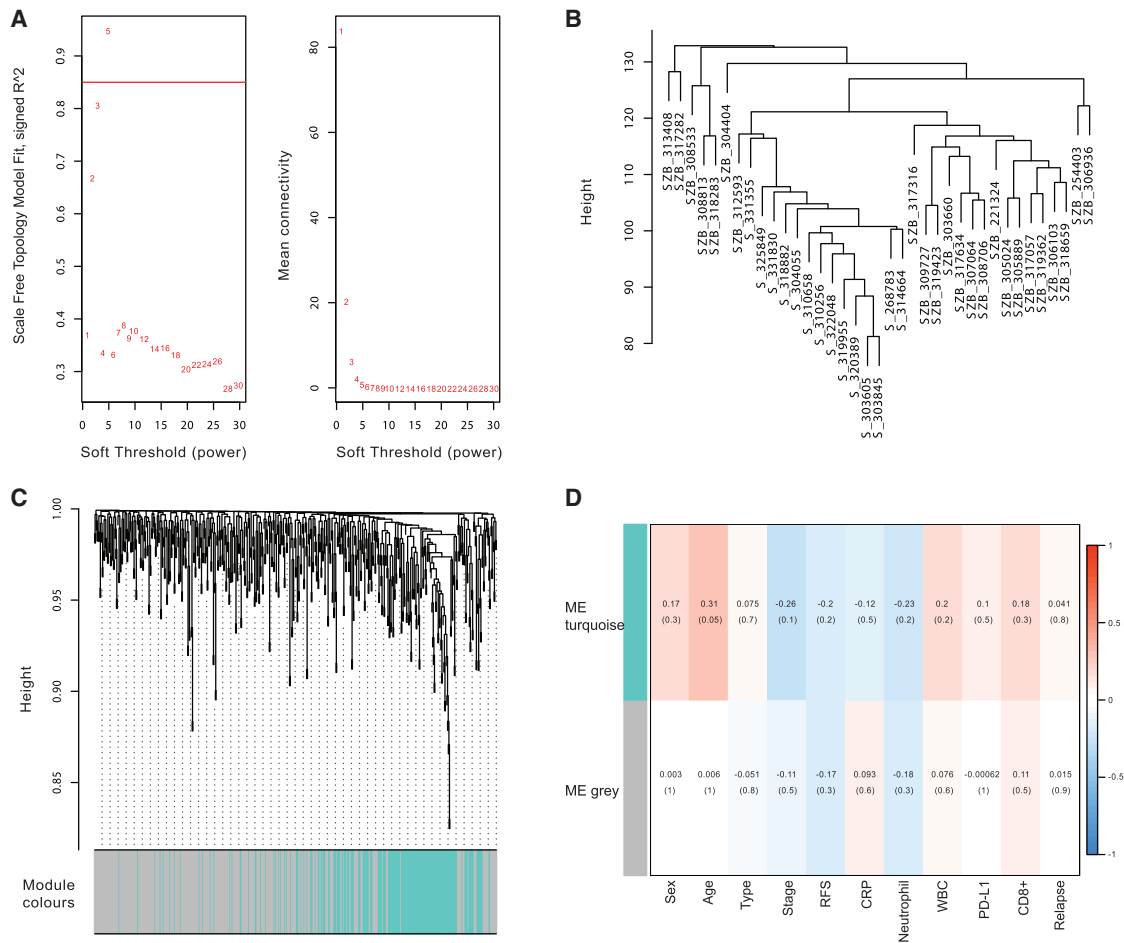 A
Scale Free Topology Model Fit, signed R^2
0.9
0.8
0.7
0.6
0.5
0.4
0.3
1
2
3
4
5
6
7
8
9
10
12
14
16
18
20
22
24
26
28
30
0 5 10 15 20 25 30
Soft Threshold (power)
Mean connectivity
80
60
40
20
0
1
2
3
4
5
6
7
8
9
10
12
14
16
18
20
22
24
26
28
30
0 5 10 15 20 25 30
Soft Threshold (power)
B
Height
130
120
110
100
90
80
SZB_313408
SZB_317282
SZB_308533
SZB_308813
SZB_318283
SZB_304404
SZB_312593
S_331355
S_325849
S_331830
S_318882
S_304055
S_310658
S_310256
S_322048
S_319955
S_320389
S_303605
S_303845
S_268783
S_314664
SZB_317316
SZB_309727
SZB_319423
SZB_303660
SZB_317634
SZB_307064
SZB_308706
SZB_221324
SZB_305024
SZB_305889
SZB_317057
SZB_319362
SZB_306103
SZB_318659
SZB_254403
SZB_306936
C
Height
1.00
0.95
0.90
0.85
Module
colours
D
ME
turquoise
0.17 0.31 0.075 -0.26 -0.2 -0.12 -0.23 0.2 0.1 0.18 0.041
(0.3) (0.05) (0.7) (0.1) (0.2) (0.5) (0.2) (0.2) (0.5) (0.3) (0.8)
ME grey
0.003 0.006 -0.051 -0.11 -0.17 0.093 -0.18 0.076 -0.00062 0.11 0.015
(1) (1) (0.8) (0.5) (0.3) (0.6) (0.3) (0.6) (1) (0.5) (0.9)
Sex
Age
Type
Stage
RFS
CRP
Neutrophil
WBC
PD-L1
CD8+
Relapse
1
0.5
0
-0.5
-1